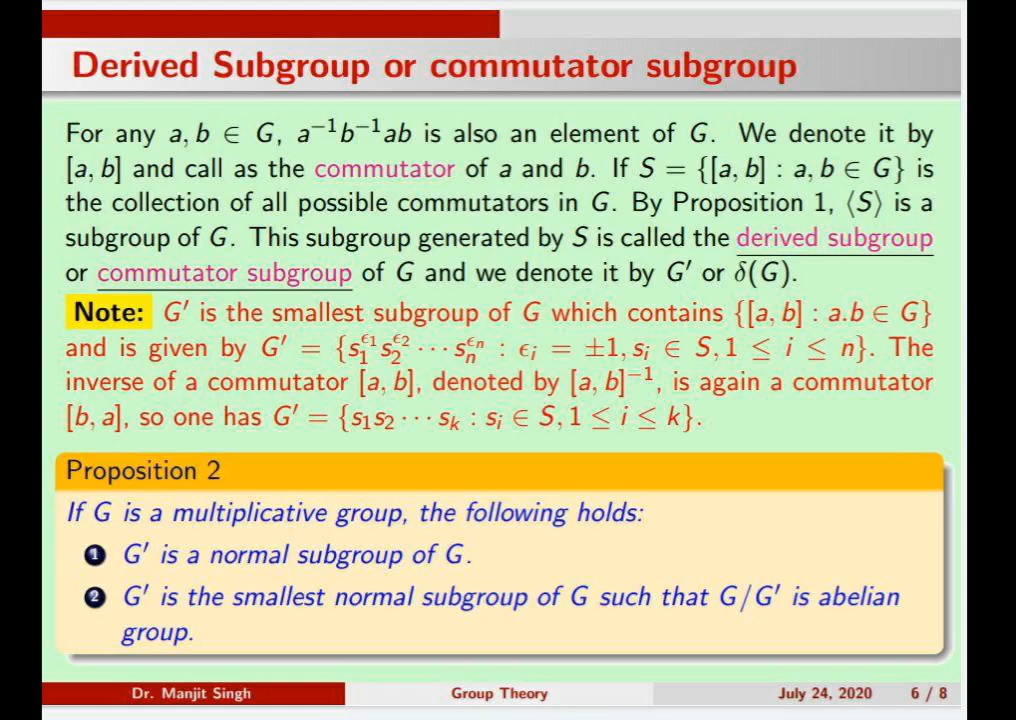 Derived Subgroup or commutator subgroup
For any a, b ∈ G, a⁻¹b⁻¹ab is also an element of G. We denote it by
[a, b] and call as the commutator of a and b. If S = {[a, b] : a, b ∈ G} is
the collection of all possible commutators in G. By Proposition 1, ⟨S⟩ is a
subgroup of G. This subgroup generated by S is called the derived subgroup
or commutator subgroup of G and we denote it by G′ or δ(G).
Note: G′ is the smallest subgroup of G which contains {[a, b] : a.b ∈ G}
and is given by G′ = {s₁^ϵ₁ s₂^ϵ₂ ··· sₙ^ϵₙ : ϵᵢ = ±1, sᵢ ∈ S, 1 ≤ i ≤ n}. The
inverse of a commutator [a, b], denoted by [a, b]⁻¹, is again a commutator
[b, a], so one has G′ = {s₁s₂ ··· sₖ : sᵢ ∈ S, 1 ≤ i ≤ k}.
Proposition 2
If G is a multiplicative group, the following holds:
1 G′ is a normal subgroup of G.
2 G′ is the smallest normal subgroup of G such that G/G′ is abelian
group.
Dr. Manjit Singh Group Theory July 24, 2020 6 / 8